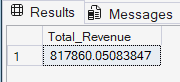 Results Messages
Total_Revenue
1 817860.05083847